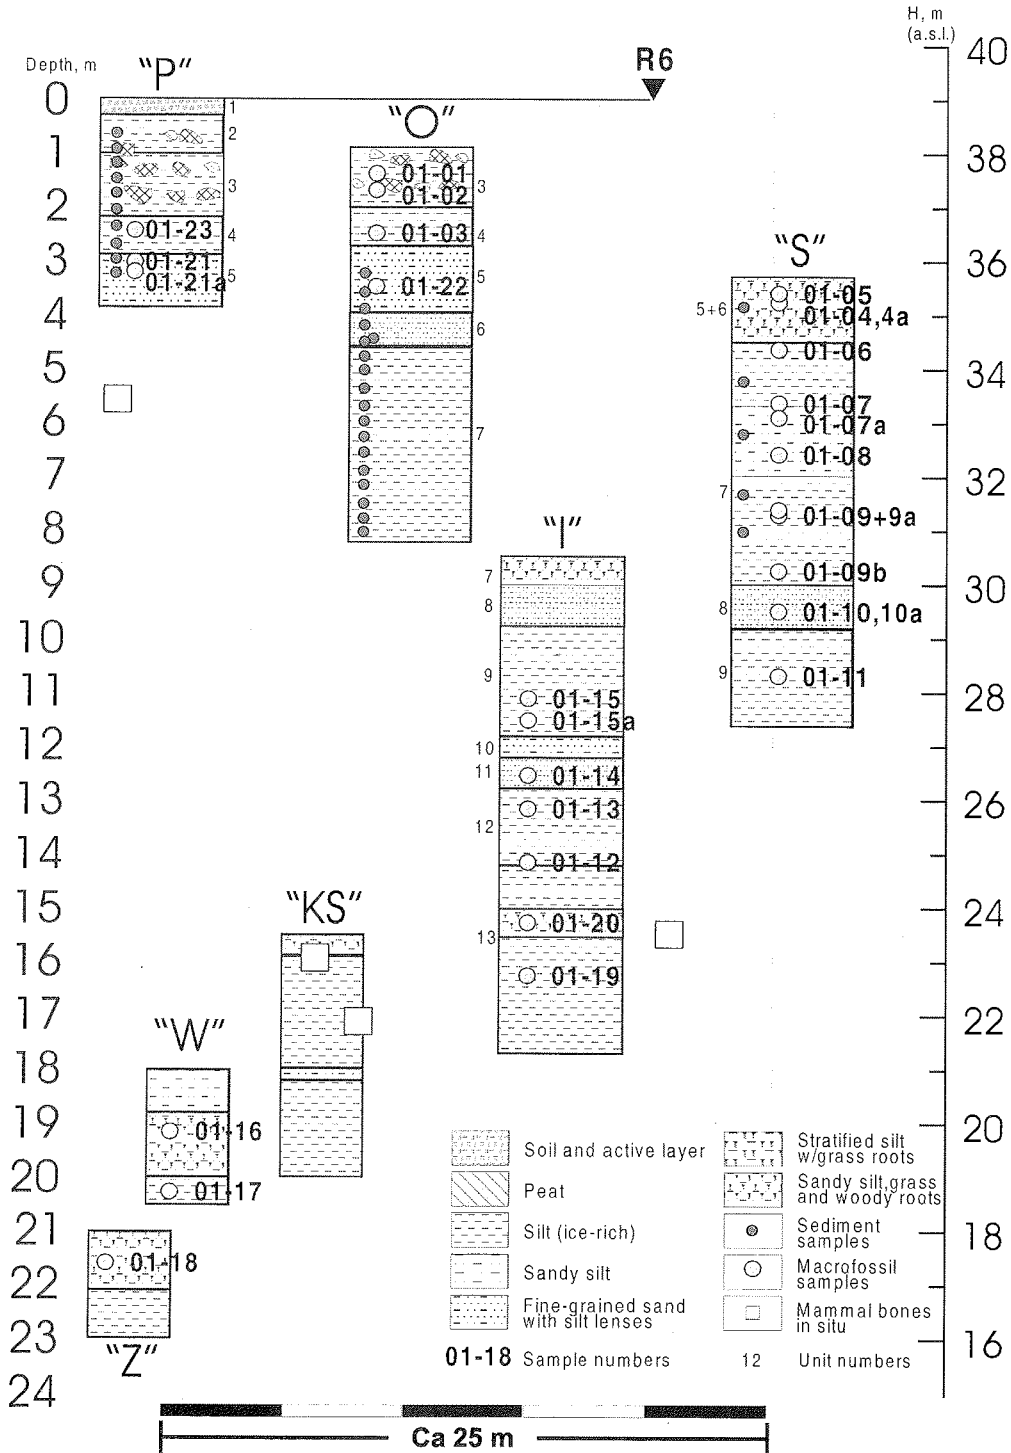 H, m
(a.s.l.)
40
38
36
34
32
30
28
26
24
22
20
18
16
Depth, m
0
1
2
3
4
5
6
7
8
9
10
11
12
13
14
15
16
17
18
19
20
21
22
23
24
R6
"P"
1
2
3
4
5
01-23
01-21
01-21a
"O"
3
4
5
6
7
01-01
01-02
01-03
01-22
"S"
5+6
7
8
9
01-05
01-04,4a
01-06
01-07
01-07a
01-08
01-09+9a
01-09b
01-10,10a
01-11
"I"
7
8
9
10
11
12
13
01-15
01-15a
01-14
01-13
01-12
01-20
01-19
"KS"
"W"
01-16
01-17
01-18
"Z"
Soil and active layer
Peat
Silt (ice-rich)
Sandy silt
Fine-grained sand
with silt lenses
01-18 Sample numbers
Stratified silt
w/grass roots
Sandy silt,grass
and woody roots
Sediment
samples
Macrofossil
samples
Mammal bones
in situ
12 Unit numbers
Ca 25 m